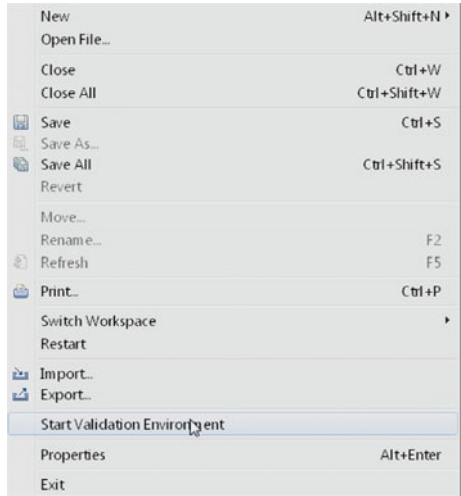 New Alt+Shift+N
Open File...
Close Ctrl+W
Close All Ctrl+Shift+W
Save Ctrl+S
Save As...
Save All Ctrl+Shift+S
Revert
Move...
Rename... F2
Refresh F5
Print... Ctrl+P
Switch Workspace
Restart
Import...
Export...
Start Validation Environment
Properties Alt+Enter
Exit